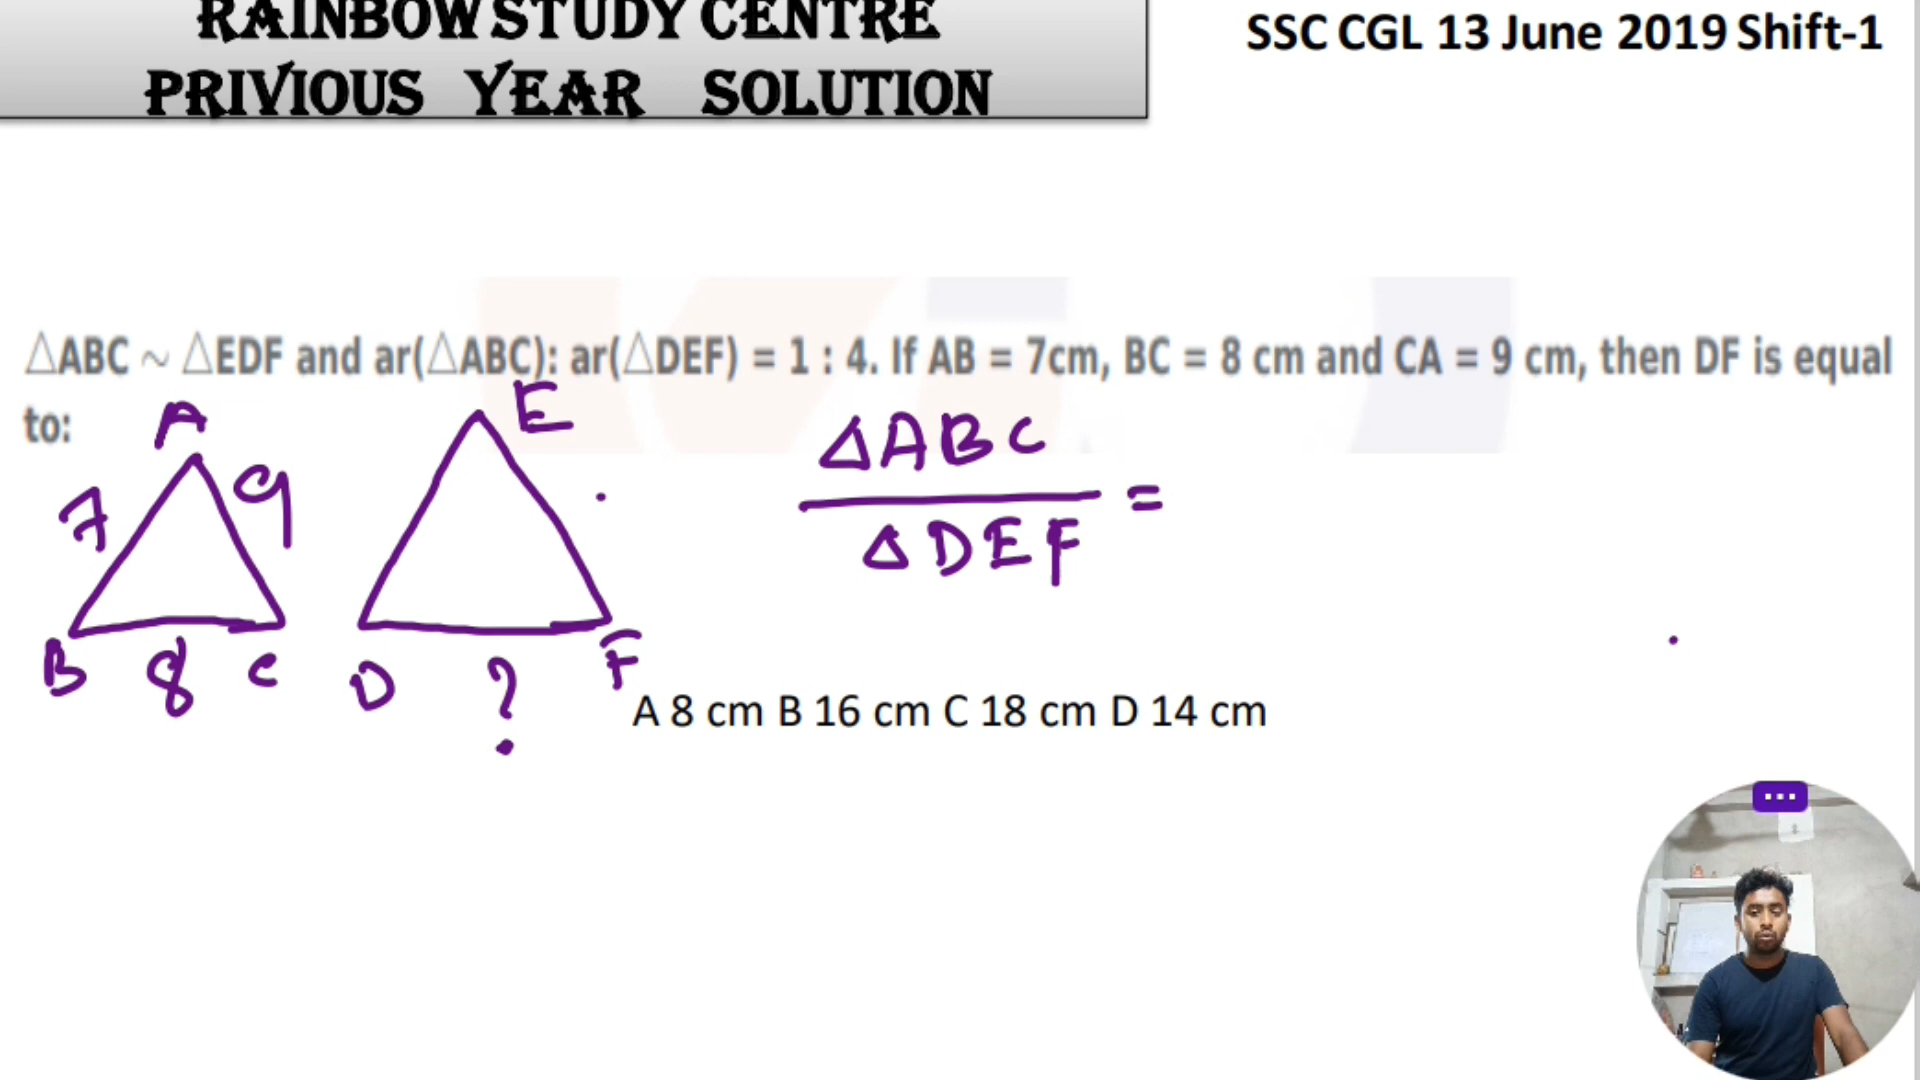 RAINBOW STUDY CENTRE
PRIVIOUS YEAR SOLUTION
SSC CGL 13 June 2019 Shift-1
△ABC ~ △EDF and ar(△ABC): ar(△DEF) = 1 : 4. If AB = 7cm, BC = 8 cm and CA = 9 cm, then DF is equal
to:
A
E
7
9
△ABC
=
△DEF
B 8 C
D ? F
A 8 cm B 16 cm C 18 cm D 14 cm